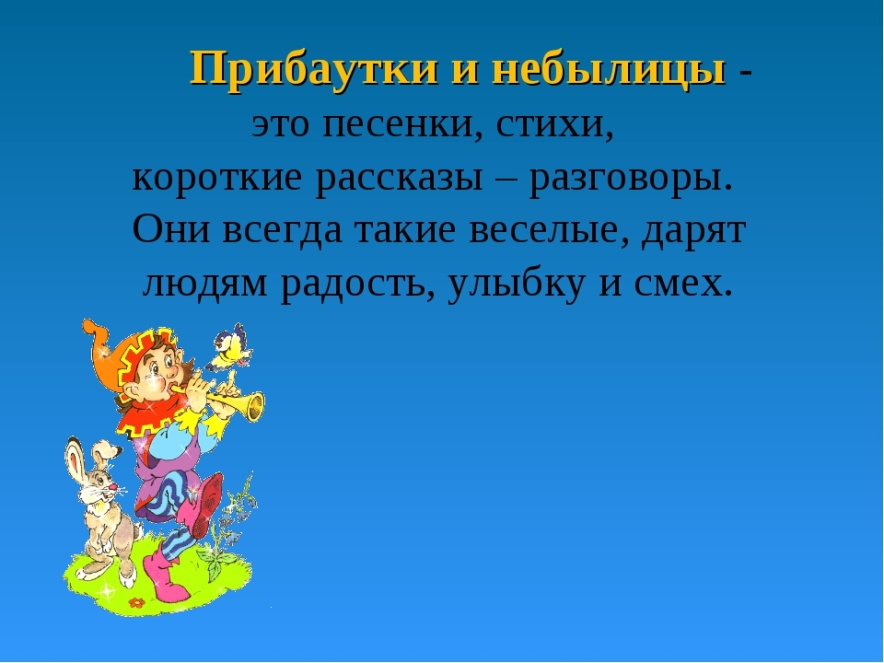 Прибаутки и небылицы -
это песенки, стихи,
короткие рассказы – разговоры.
Они всегда такие веселые, дарят
людям радость, улыбку и смех.